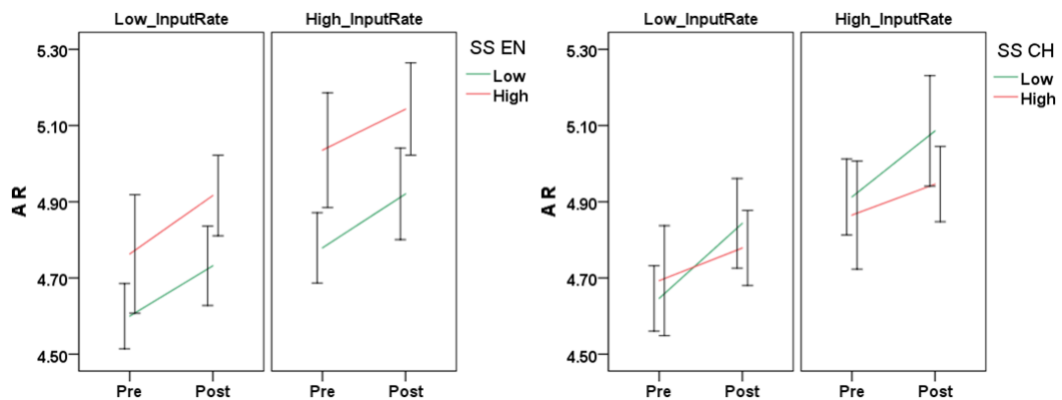 Low_InputRate High_InputRate
SS EN
Low
High
5.30
5.10
4.90
4.70
4.50
AR
Pre Post Pre Post
Low_InputRate High_InputRate
SS CH
Low
High
5.30
5.10
4.90
4.70
4.50
AR
Pre Post Pre Post